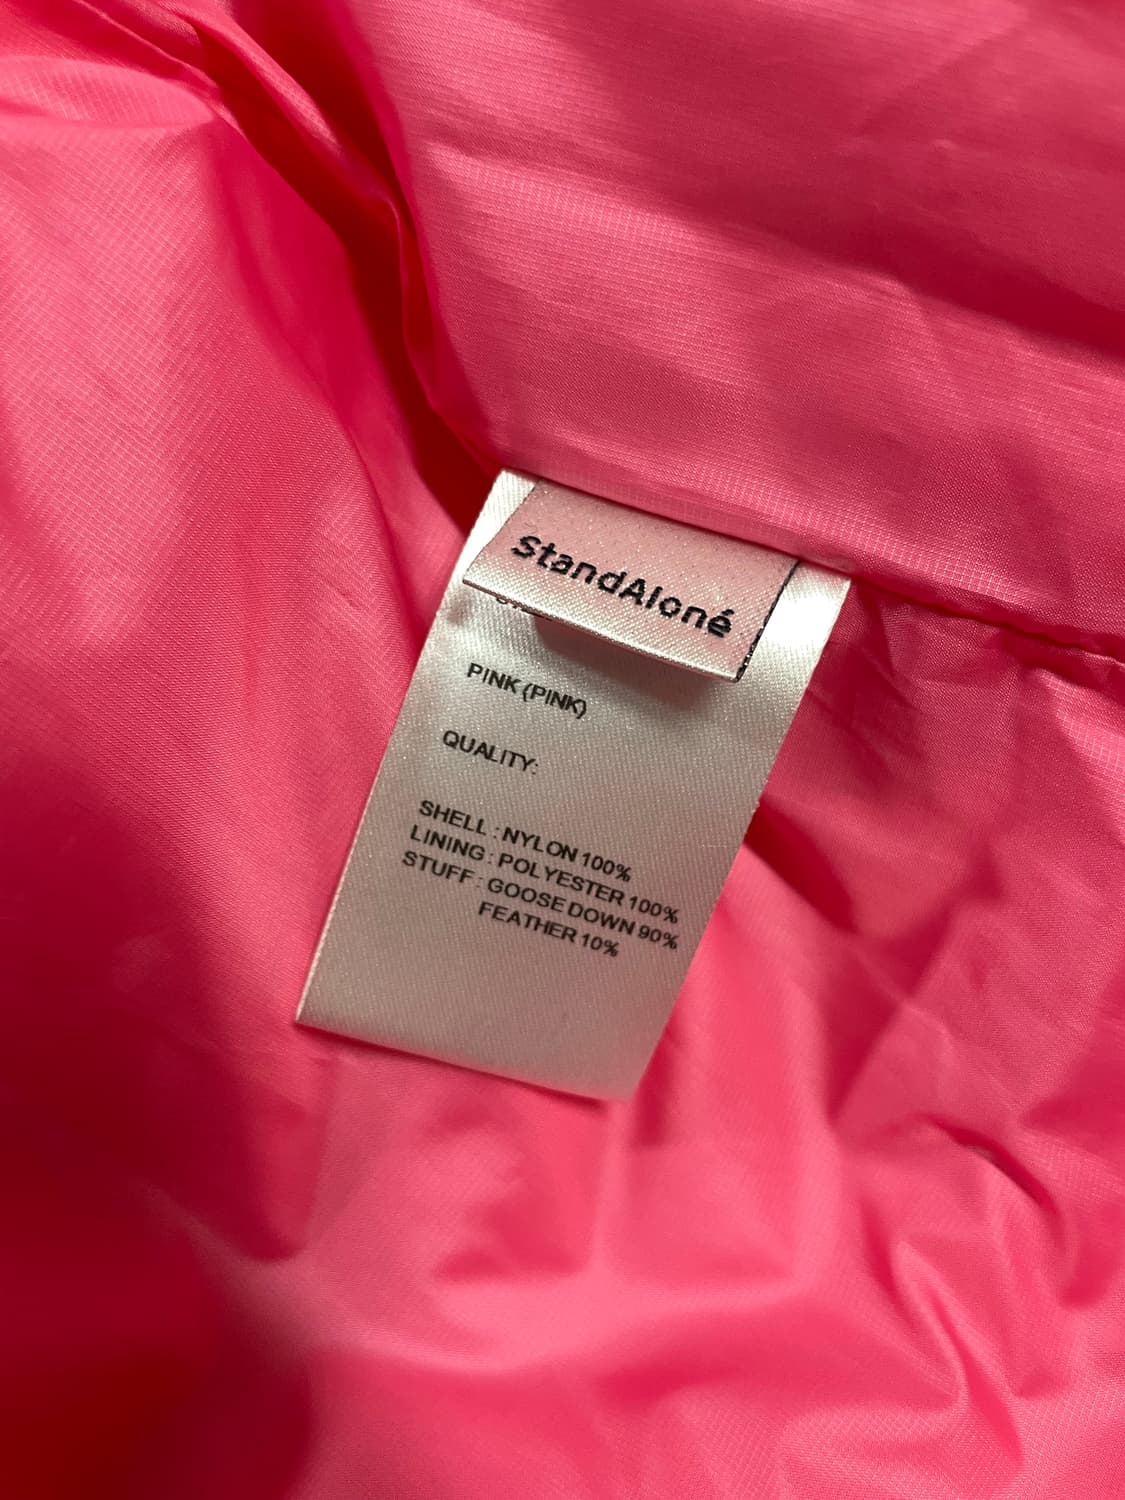 StandAloné
PINK (PINK)
QUALITY:
SHELL : NYLON 100%
LINING : POLYESTER 100%
STUFF : GOOSE DOWN 90%
FEATHER 10%